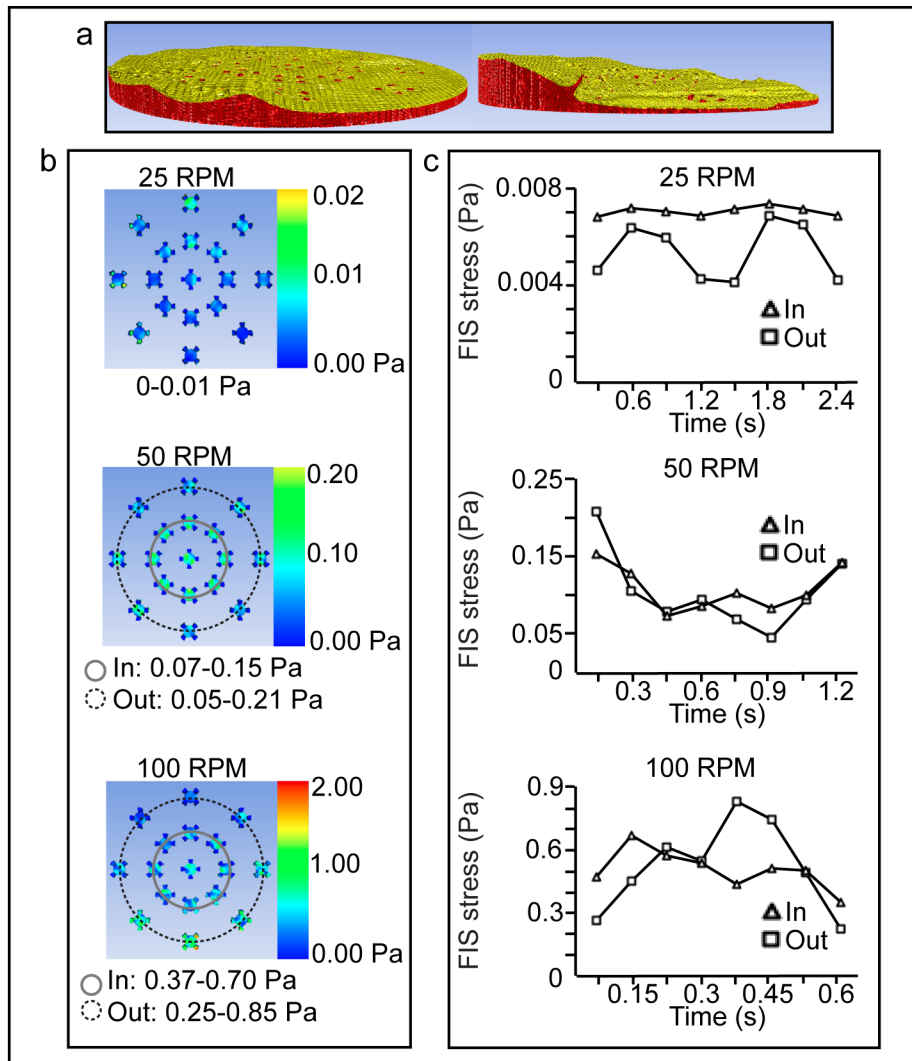 a
b
25 RPM
0.02
0.01
0.00 Pa
0-0.01 Pa
50 RPM
0.20
0.10
0.00 Pa
In: 0.07-0.15 Pa
Out: 0.05-0.21 Pa
100 RPM
2.00
1.00
0.00 Pa
In: 0.37-0.70 Pa
Out: 0.25-0.85 Pa
c
25 RPM
FIS stress (Pa)
0.008
0.004
0
In
Out
0.6 1.2 1.8 2.4
Time (s)
50 RPM
FIS stress (Pa)
0.25
0.15
0.05
0
In
Out
0.3 0.6 0.9 1.2
Time (s)
100 RPM
FIS stress (Pa)
0.9
0.6
0.3
0
In
Out
0.15 0.3 0.45 0.6
Time (s)